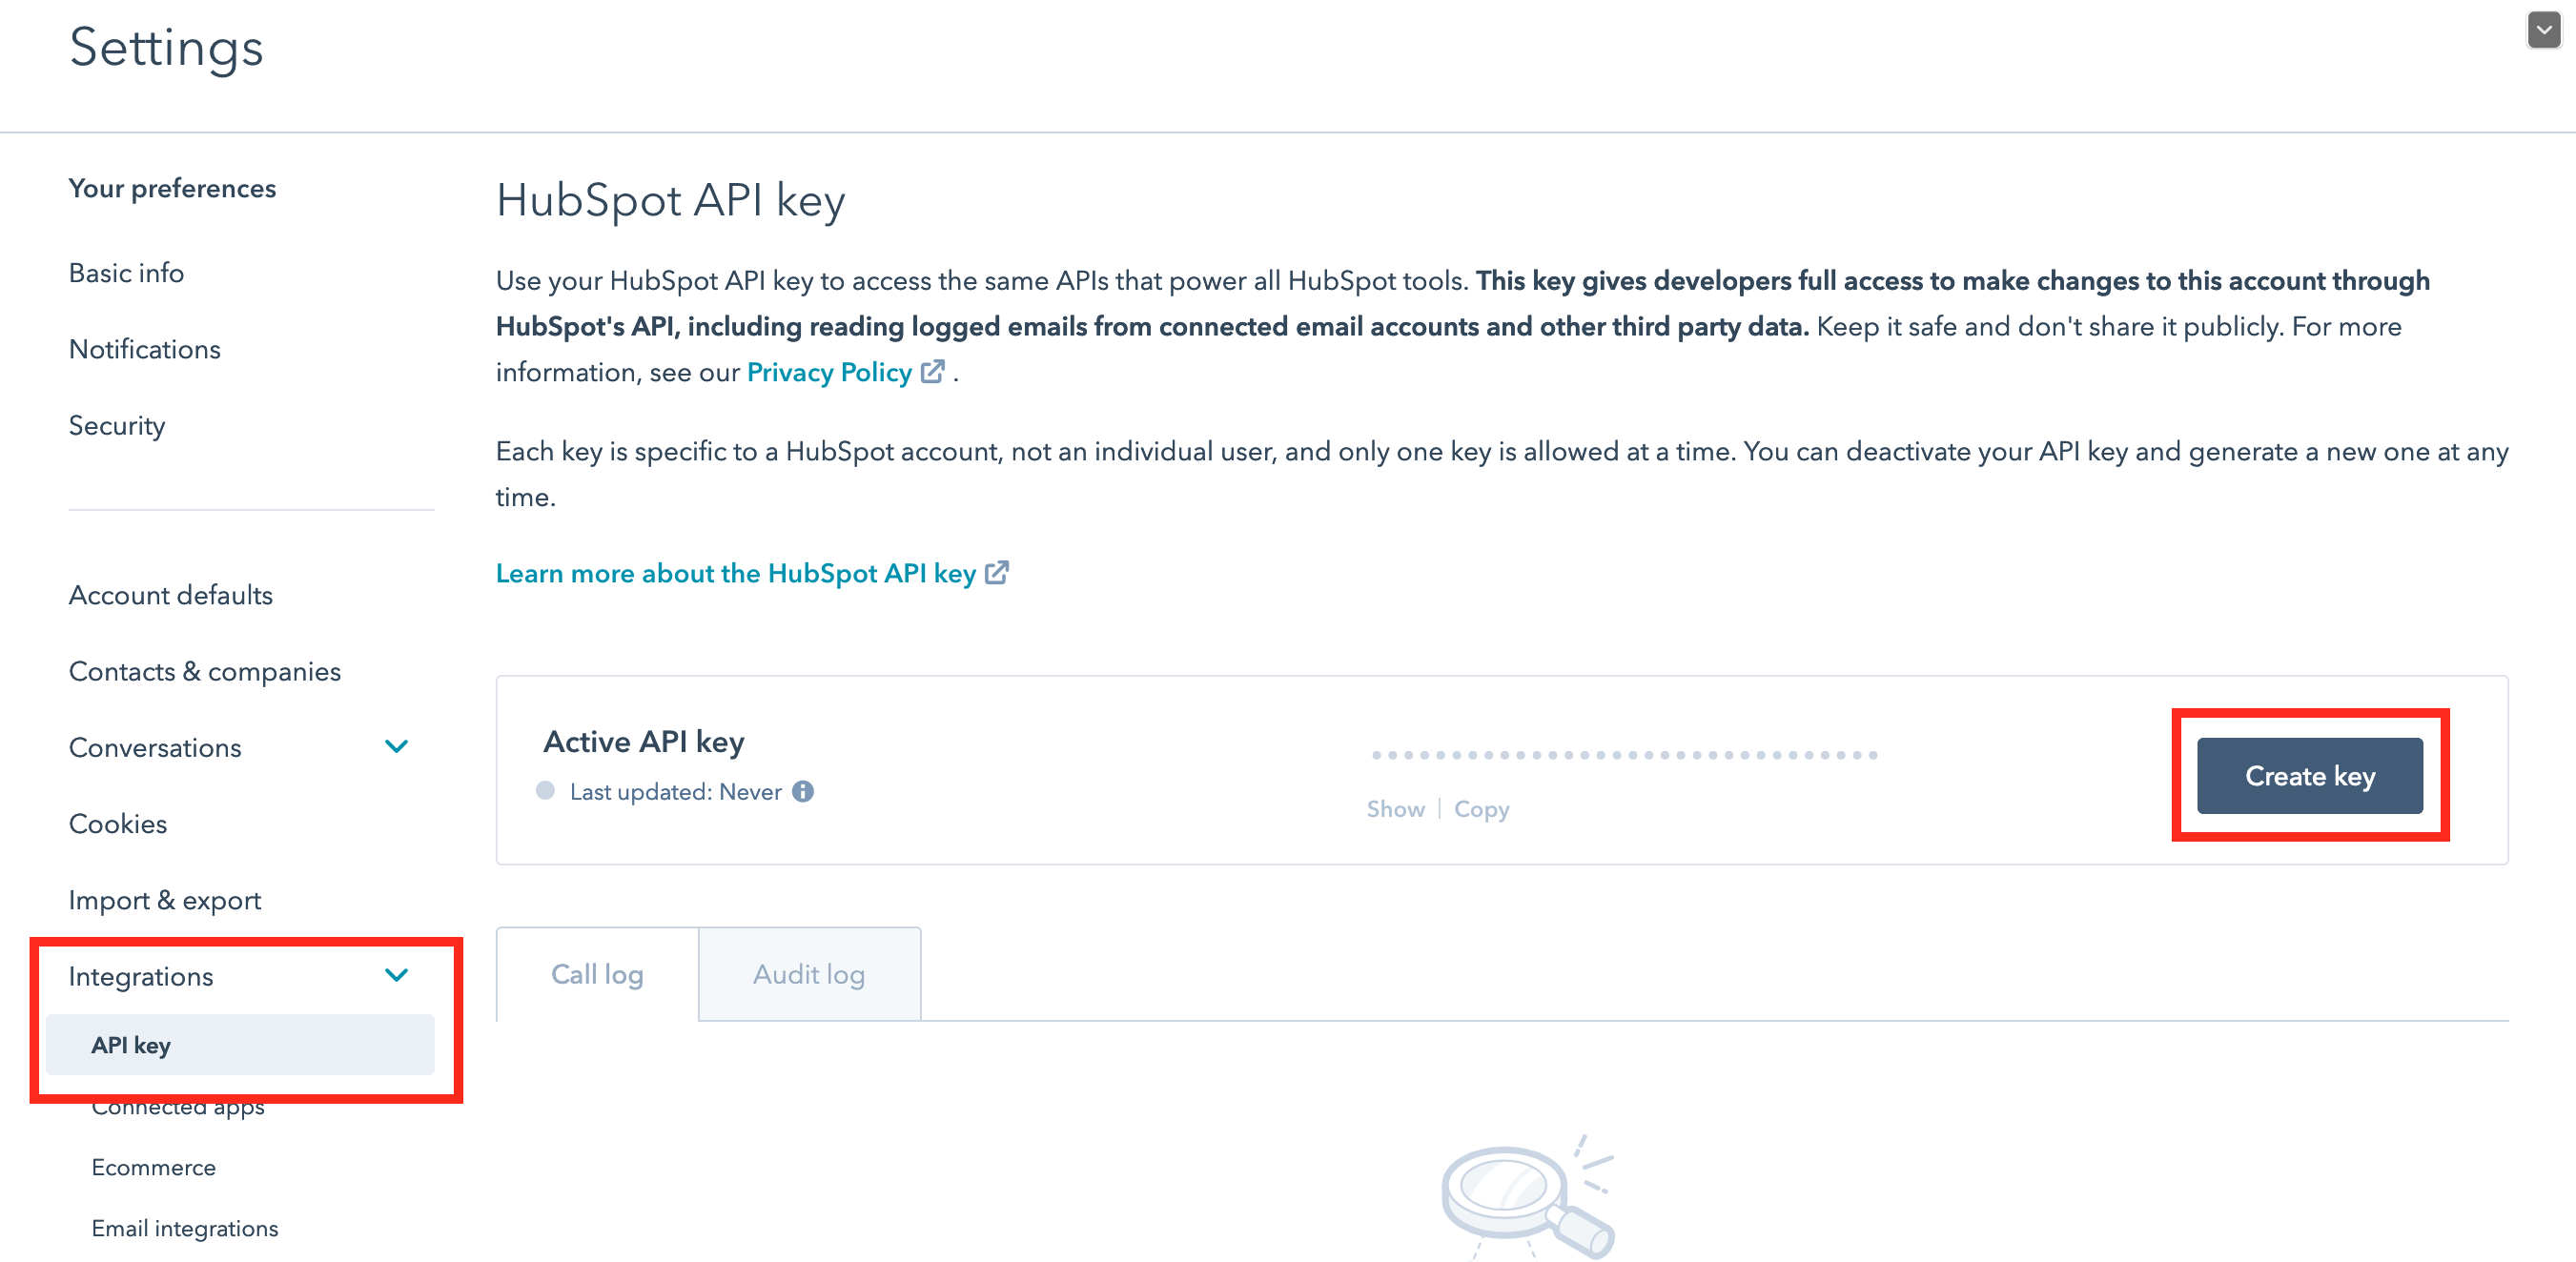 Settings
Your preferences
Basic info
Notifications
Security
Account defaults
Contacts & companies
Conversations
Cookies
Import & export
Integrations
API key
Connected apps
Ecommerce
Email integrations
HubSpot API key
Use your HubSpot API key to access the same APIs that power all HubSpot tools. This key gives developers full access to make changes to this account through
HubSpot's API, including reading logged emails from connected email accounts and other third party data. Keep it safe and don't share it publicly. For more
information, see our Privacy Policy .
Each key is specific to a HubSpot account, not an individual user, and only one key is allowed at a time. You can deactivate your API key and generate a new one at any
time.
Learn more about the HubSpot API key
Active API key
Last updated: Never
Show | Copy
Create key
Call log
Audit log